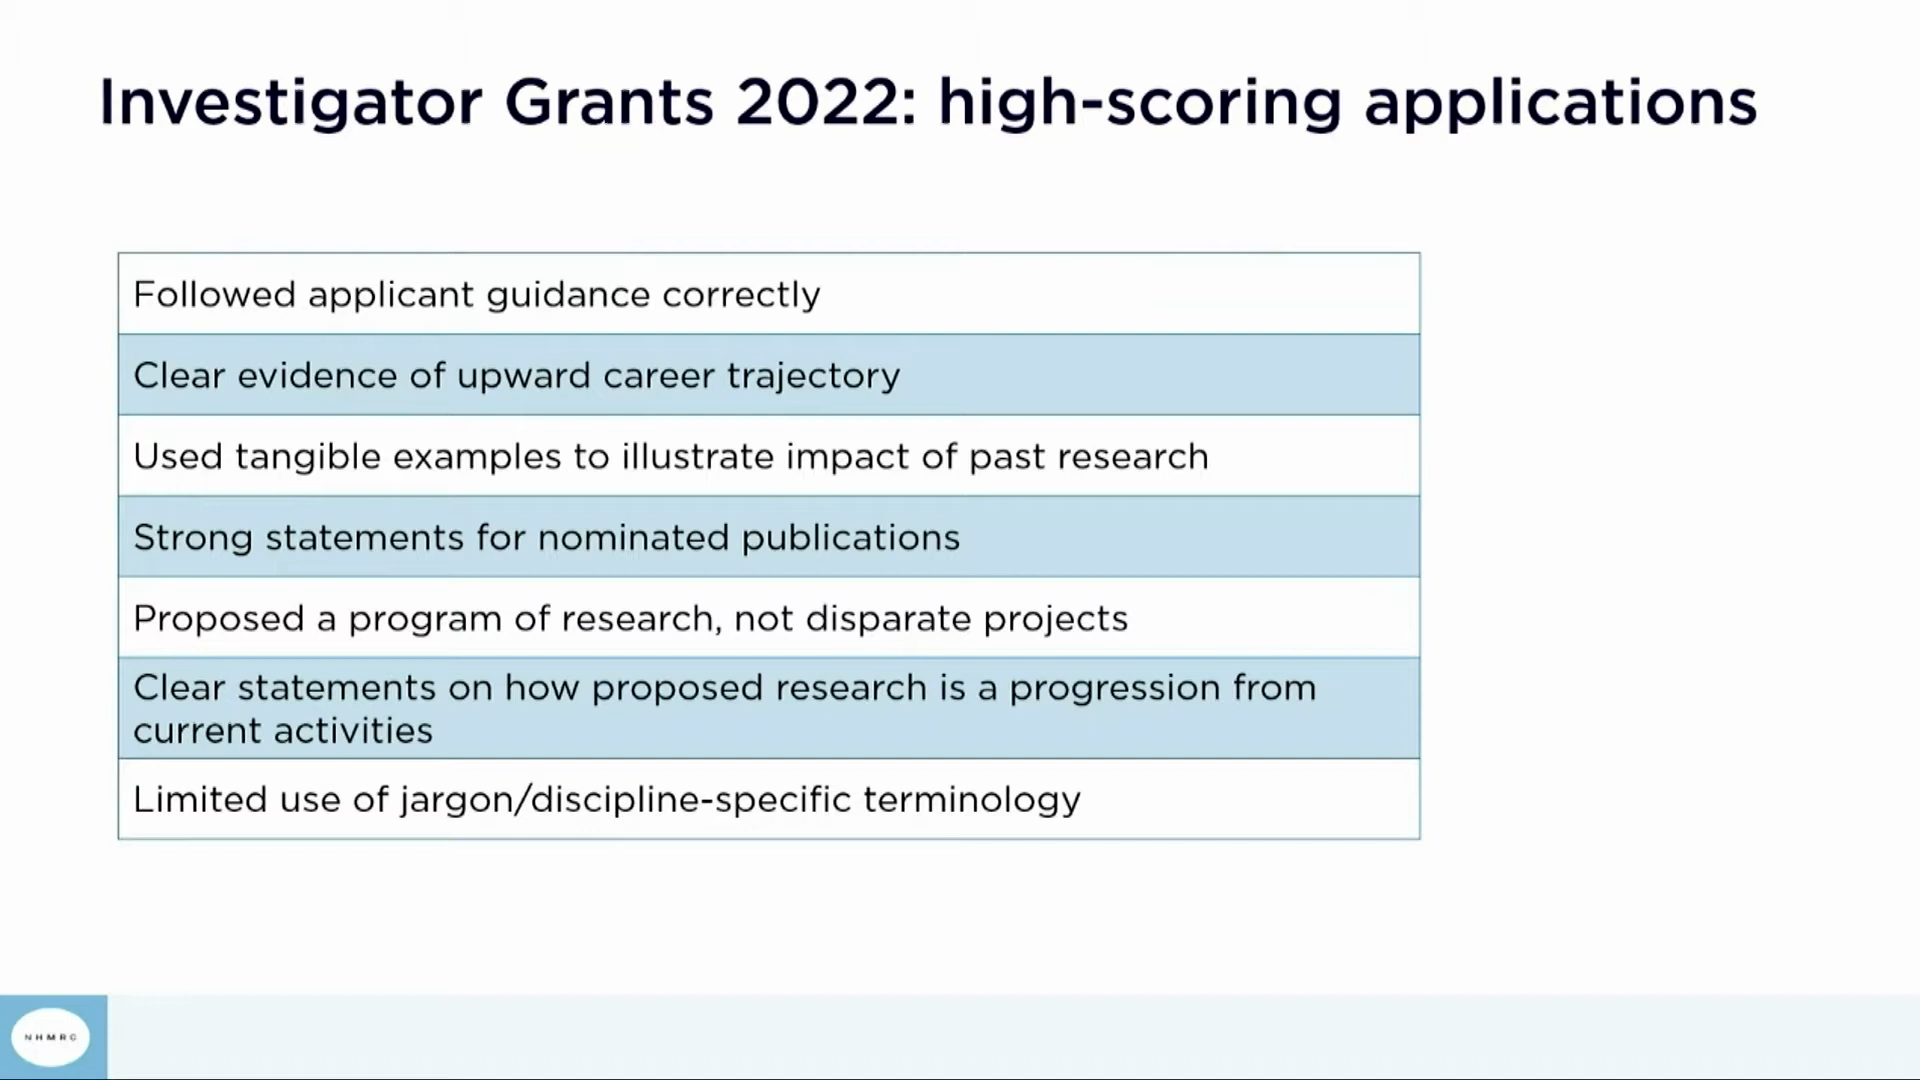 Investigator Grants 2022: high-scoring applications
Followed applicant guidance correctly
Clear evidence of upward career trajectory
Used tangible examples to illustrate impact of past research
Strong statements for nominated publications
Proposed a program of research, not disparate projects
Clear statements on how proposed research is a progression from
current activities
Limited use of jargon/discipline-specific terminology
NHMRC